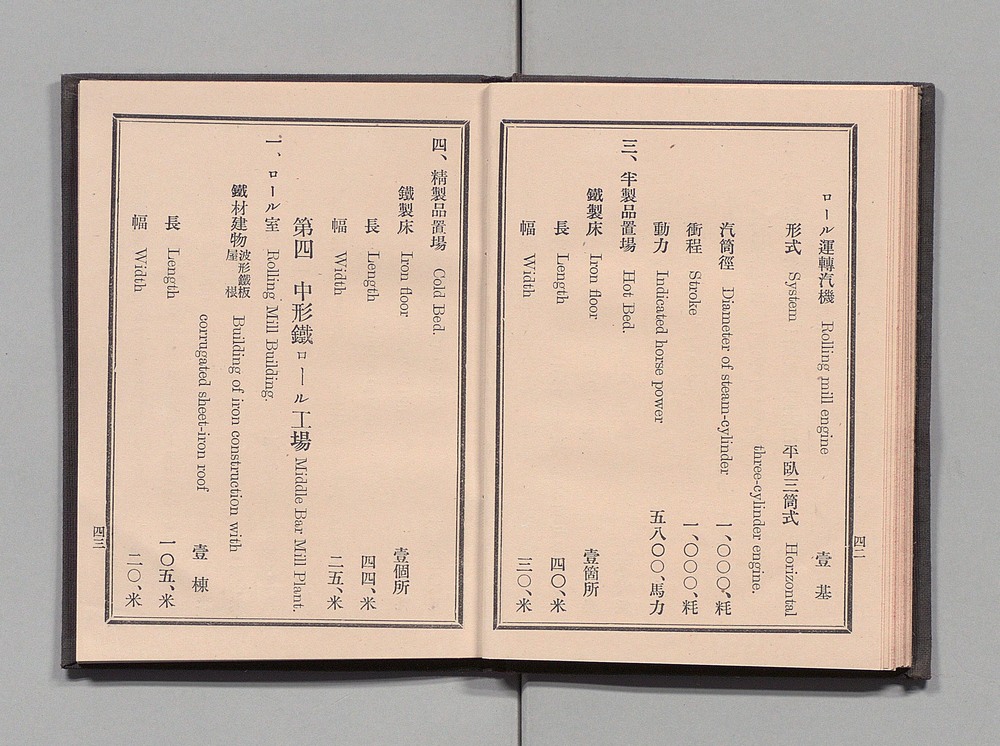 ロール運轉汽機 Rolling mill engine 壹基
形式 System 平臥三筒式 Horizontal
three-cylinder engine.
汽筒徑 Diameter of steam-cylinder 一、〇〇〇、粍
衝程 Stroke 一、〇〇〇、粍
動力 Indicated horse power 五八〇〇、馬力
三、半製品置場 Hot Bed.
鐵製床 Iron floor 壹箇所
長 Length 四〇、米
幅 Width 三〇、米
四二
四、精製品置場 Cold Bed.
鐵製床 Iron floor 壹個所
長 Length 四四、米
幅 Width 二五、米
第四 中形鐵ロール工場 Middle Bar Mill Plant.
一、ロール室 Rolling Mill Building.
鐵材建物波形鐵板屋根 Building of iron construction with
corrugated sheet-iron roof 壹棟
長 Length 一〇五、米
幅 Width 二〇、米
四三